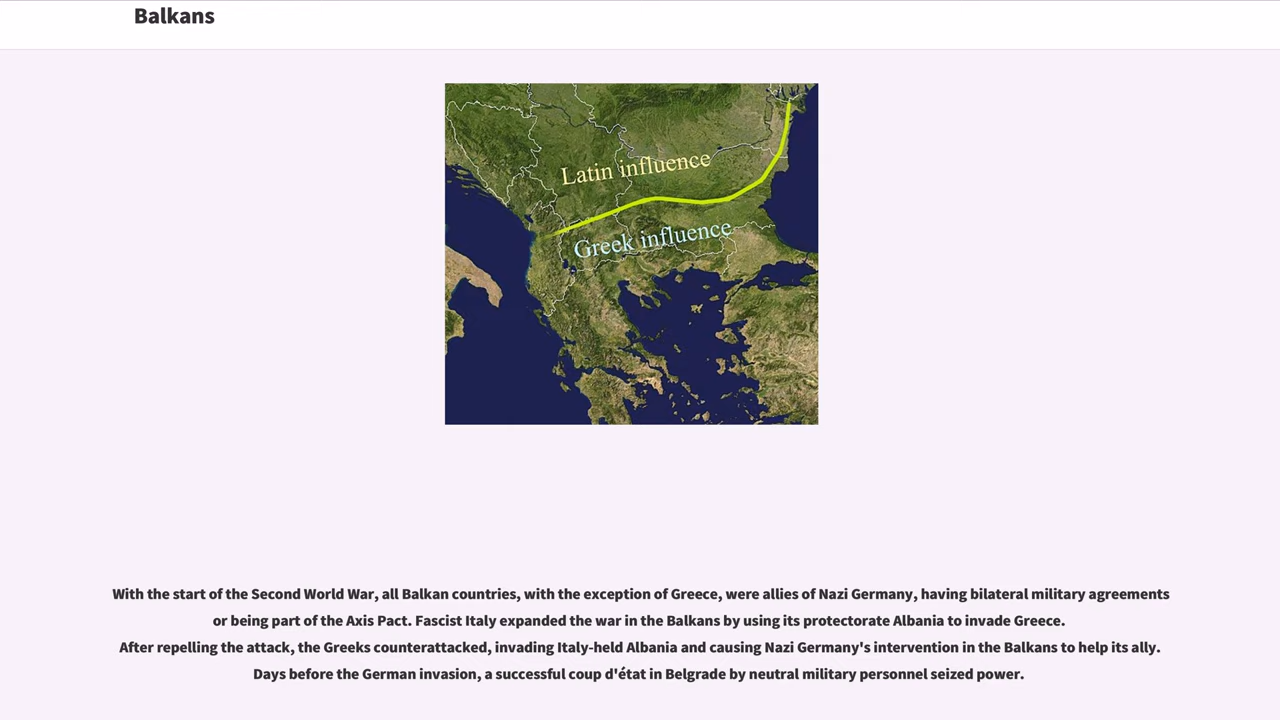 Balkans
Latin influence
Greek influence
With the start of the Second World War, all Balkan countries, with the exception of Greece, were allies of Nazi Germany, having bilateral military agreements
or being part of the Axis Pact. Fascist Italy expanded the war in the Balkans by using its protectorate Albania to invade Greece.
After repelling the attack, the Greeks counterattacked, invading Italy-held Albania and causing Nazi Germany's intervention in the Balkans to help its ally.
Days before the German invasion, a successful coup d'état in Belgrade by neutral military personnel seized power.